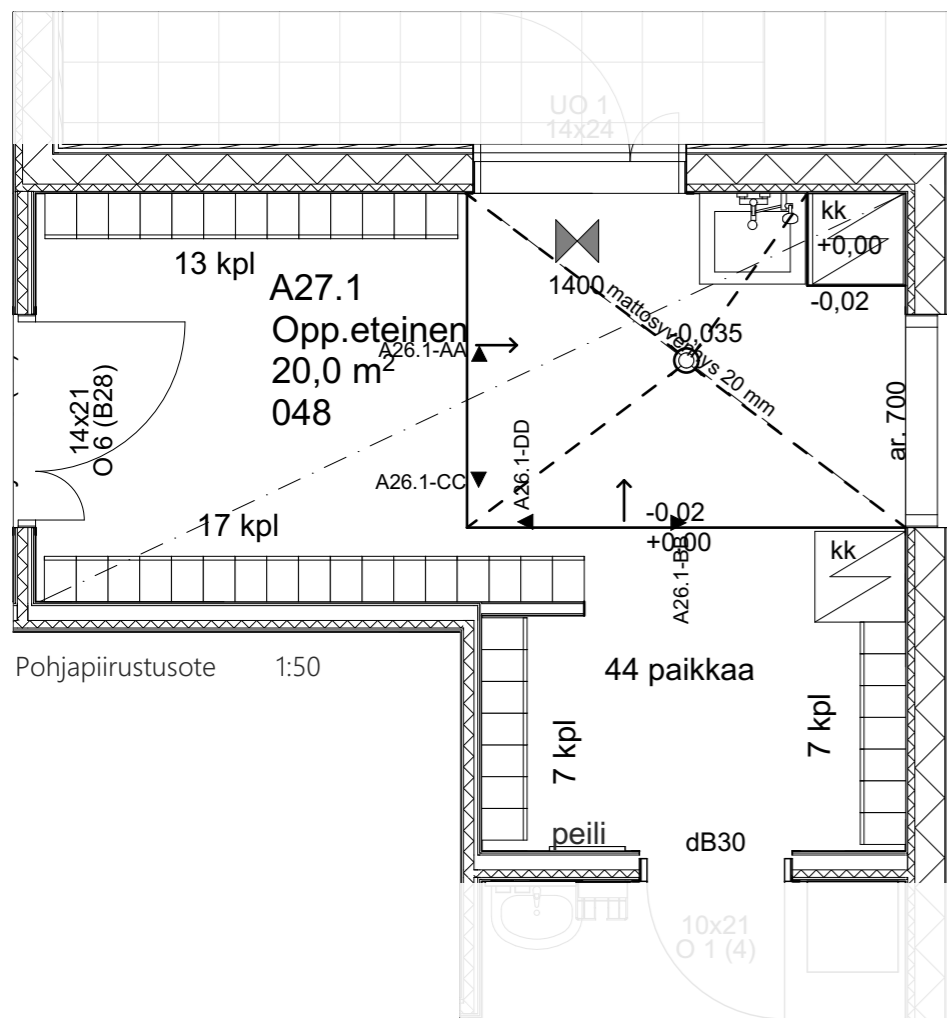 UO 1
14x24
kk
+0,00
13 kpl
-0,02
A27.1
1400
mattosyvennys 20 mm
Opp.eteinen
-0,035
A26.1-AA
20,0 m²
048
14x21
O 6 (B28)
ar. 700
A26.1-CC
A26.1-DD
17 kpl
-0,02
+0,00
A26.1-BB
kk
Pohjapiirustusote 1:50
44 paikkaa
7 kpl
7 kpl
peili
dB30
10x21
O 1 (4)